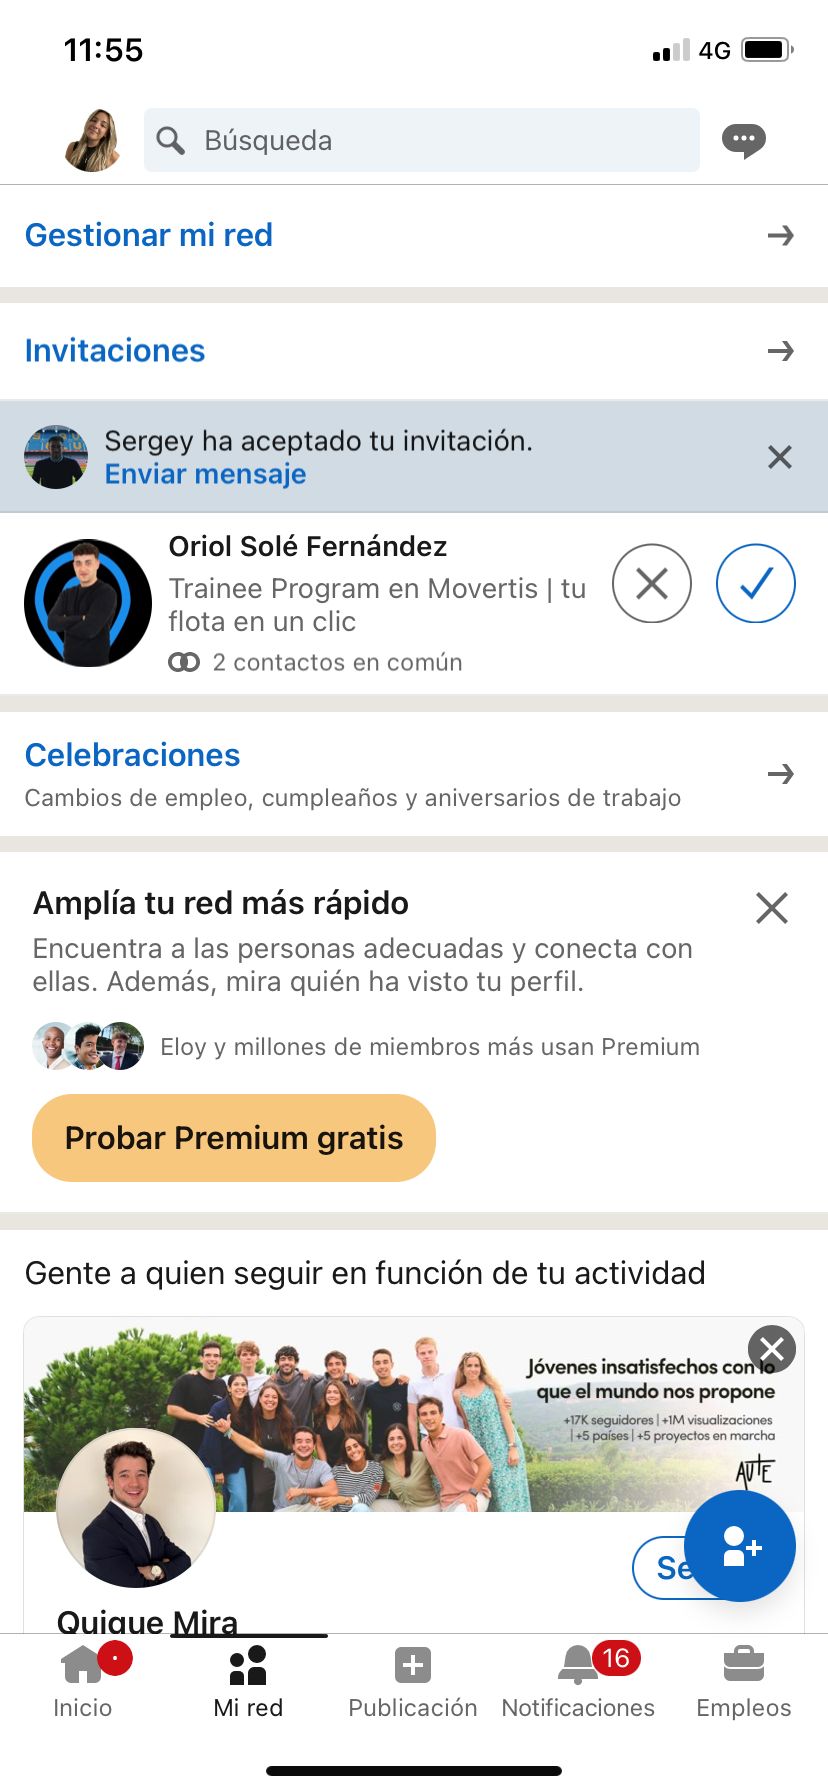 11:55
4G
Búsqueda
Gestionar mi red
Invitaciones
Sergey ha aceptado tu invitación.
Enviar mensaje
Oriol Solé Fernández
Trainee Program en Movertis | tu
flota en un clic
2 contactos en común
Celebraciones
Cambios de empleo, cumpleaños y aniversarios de trabajo
Amplía tu red más rápido
Encuentra a las personas adecuadas y conecta con
ellas. Además, mira quién ha visto tu perfil.
Eloy y millones de miembros más usan Premium
Probar Premium gratis
Gente a quien seguir en función de tu actividad
Jóvenes insatisfechos con lo
que el mundo nos propone
+17K seguidores | +1M visualizaciones
| +5 países | +5 proyectos en marcha
AUTE
Se
Quique Mira
Inicio
Mi red
Publicación
16
Notificaciones
Empleos